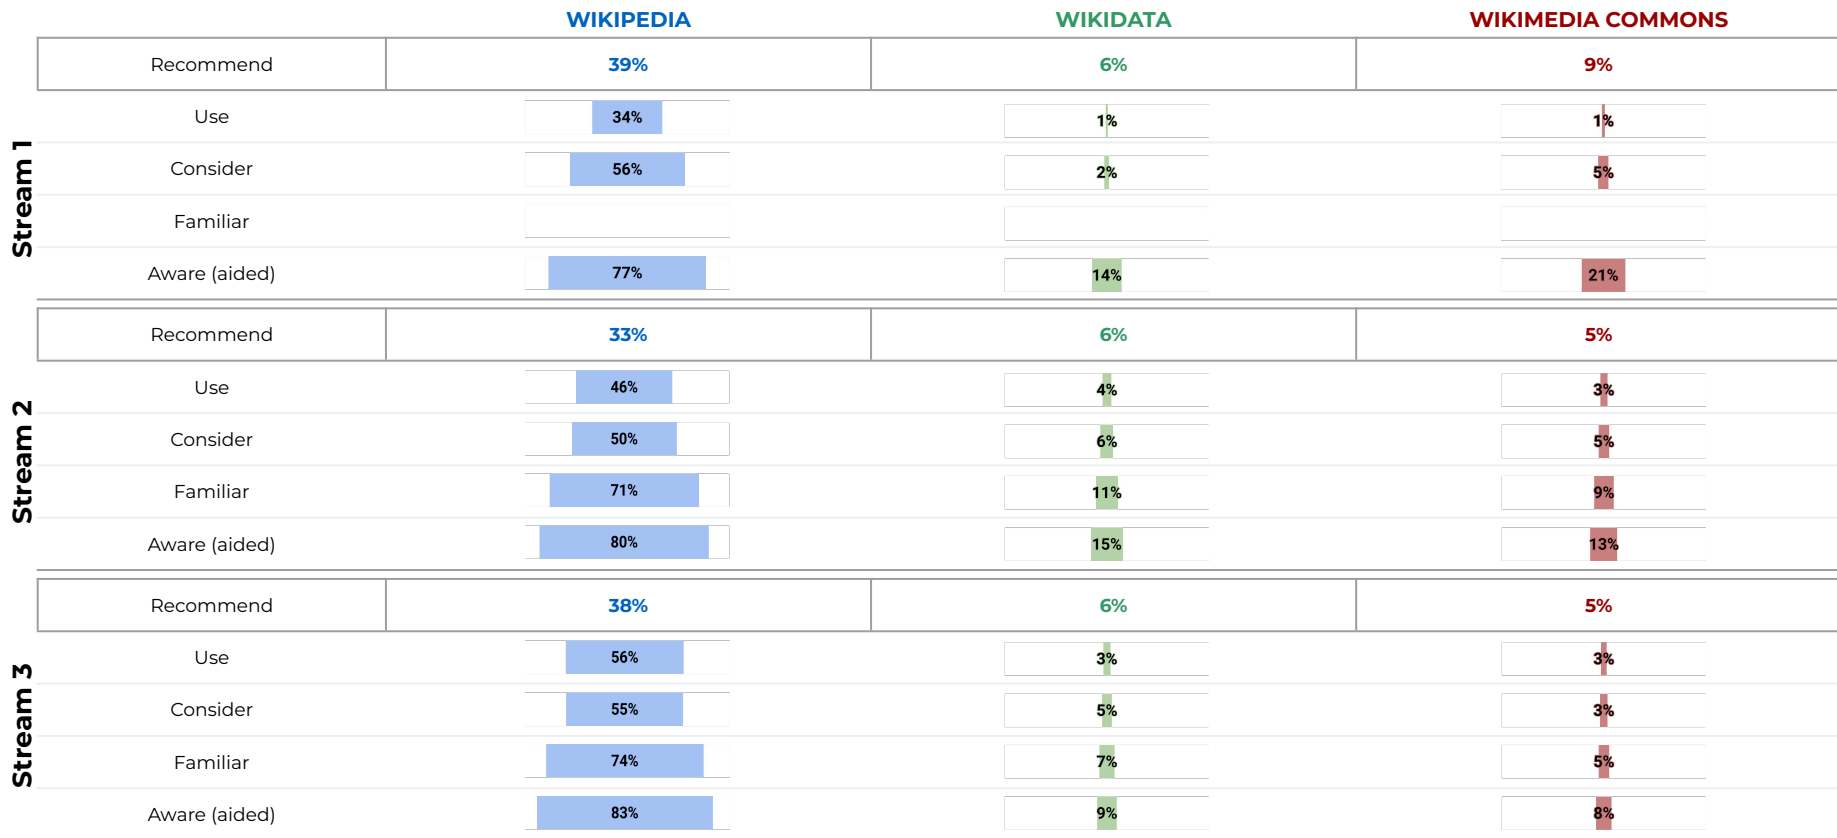 WIKIPEDIA WIKIDATA WIKIMEDIA COMMONS
Stream 1
Recommend 39% 6% 9%
Use 34% 1% 1%
Consider 56% 2% 5%
Familiar
Aware (aided) 77% 14% 21%
Stream 2
Recommend 33% 6% 5%
Use 46% 4% 3%
Consider 50% 6% 5%
Familiar 71% 11% 9%
Aware (aided) 80% 15% 13%
Stream 3
Recommend 38% 6% 5%
Use 56% 3% 3%
Consider 55% 5% 3%
Familiar 74% 7% 5%
Aware (aided) 83% 9% 8%